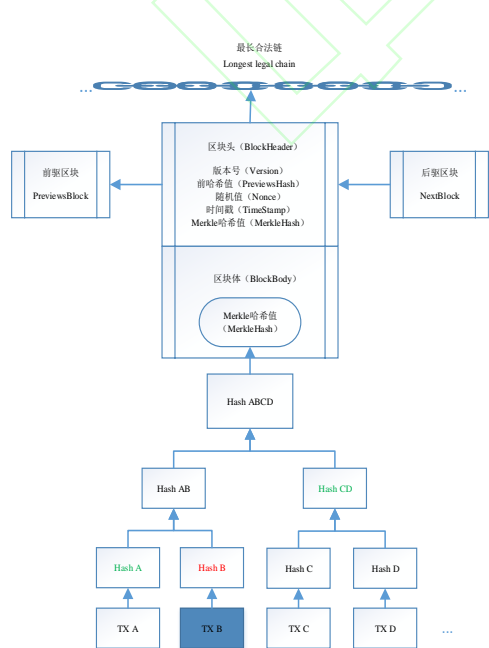 最长合法链
Longest legal chain
...
...
区块头（BlockHeader）
版本号（Version）
前哈希值（PreviewsHash）
随机值（Nonce）
时间戳（TimeStamp）
Merkle哈希值（MerkleHash）
前驱区块
PreviewsBlock
后驱区块
NextBlock
区块体（BlockBody）
Merkle哈希值
（MerkleHash）
Hash ABCD
Hash AB
Hash CD
Hash A
Hash B
Hash C
Hash D
TX A
TX B
TX C
TX D
...